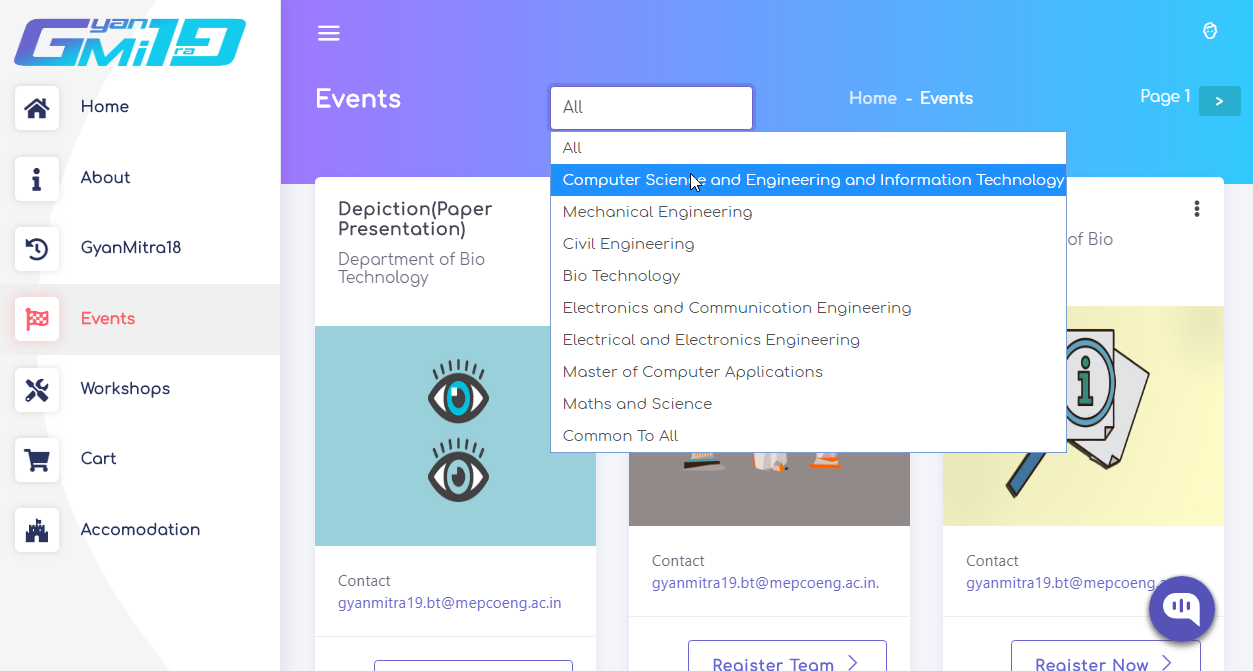 Gyan
GMi19
ra
Home
About
GyanMitra18
Events
Workshops
Cart
Accomodation
Events
All
Home - Events
Page 1
>
All
Computer Science and Engineering and Information Technology
Mechanical Engineering
Civil Engineering
Bio Technology
Electronics and Communication Engineering
Electrical and Electronics Engineering
Master of Computer Applications
Maths and Science
Common To All
Depiction(Paper
Presentation)
Department of Bio
Technology
of Bio
Contact
gyanmitra19.bt@mepcoeng.ac.in
Contact
gyanmitra19.bt@mepcoeng.ac.in.
Register Team
Contact
gyanmitra19.bt@mepcoeng.a
Register Now